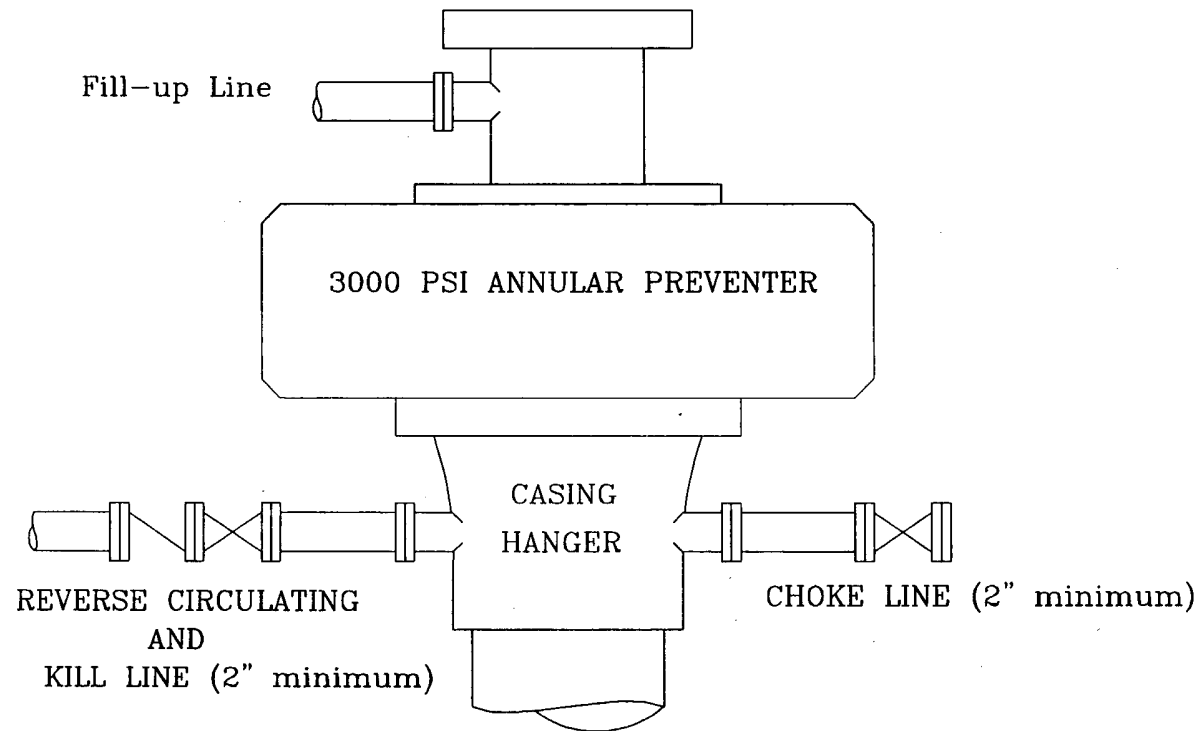 Fill-up Line
3000 PSI ANNULAR PREVENTER
CASING
HANGER
REVERSE CIRCULATING
AND
KILL LINE (2" minimum)
CHOKE LINE (2" minimum)